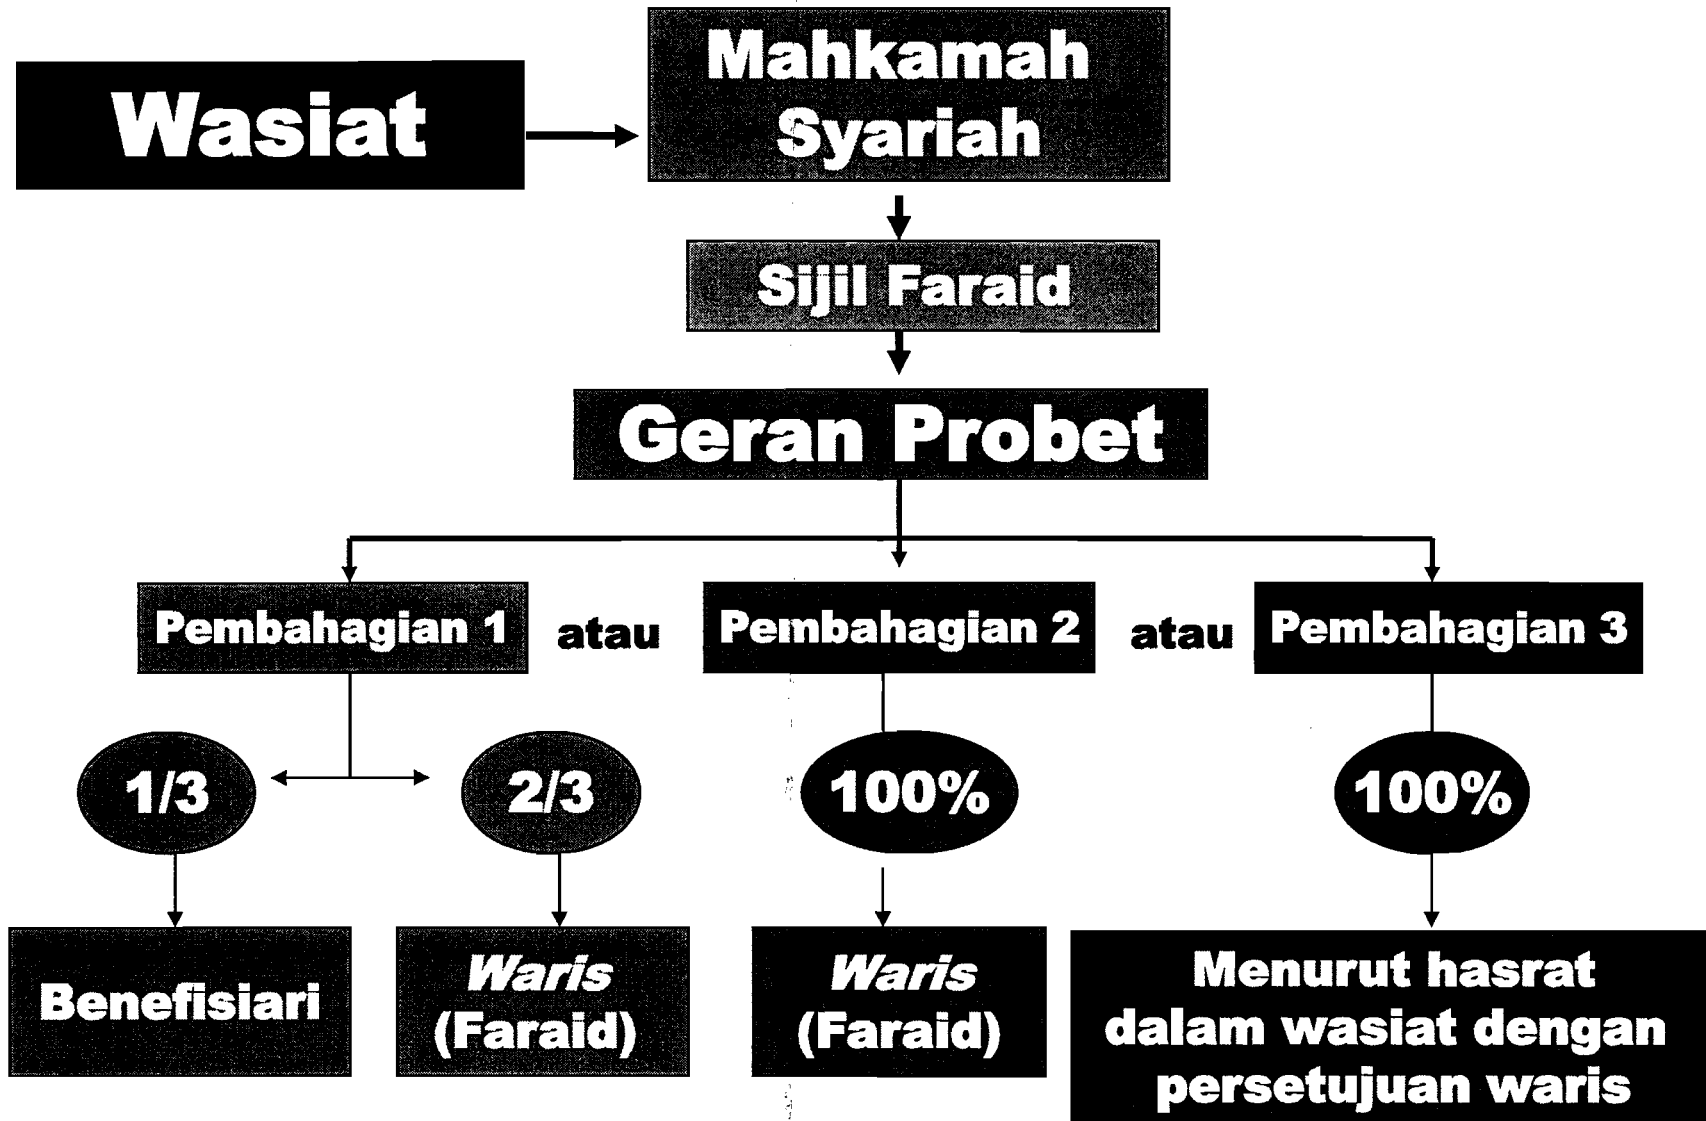 Wasiat
Mahkamah
Syariah
Sijil Faraid
Geran Probet
Pembahagian 1
atau
Pembahagian 2
atau
Pembahagian 3
1/3
2/3
100%
100%
Benefisiari
Waris
(Faraid)
Waris
(Faraid)
Menurut hasrat
dalam wasiat dengan
persetujuan waris